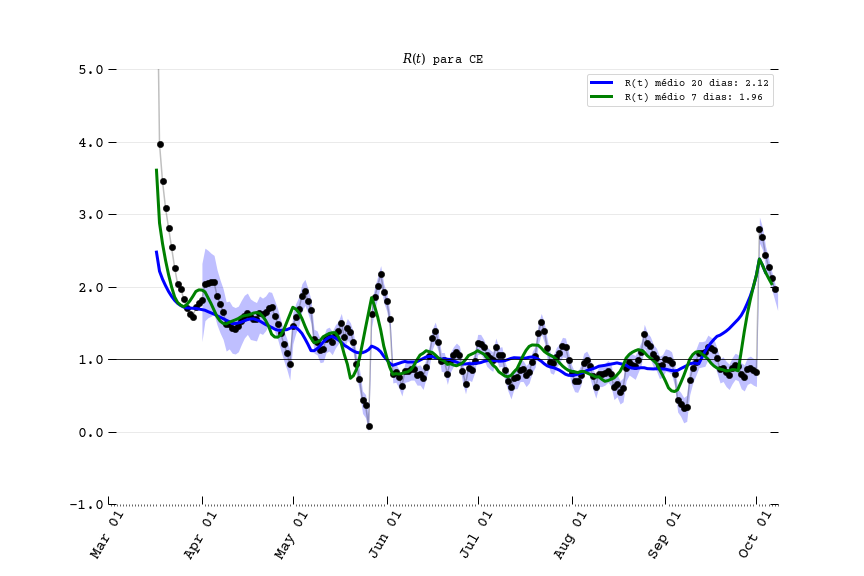 R(t) para CE
5.0
R(t) médio 20 dias: 2.12
R(t) médio 7 dias: 1.96
4.0
3.0
2.0
1.0
0.0
-1.0
Mar 01
Apr 01
May 01
Jun 01
Jul 01
Aug 01
Sep 01
Oct 01